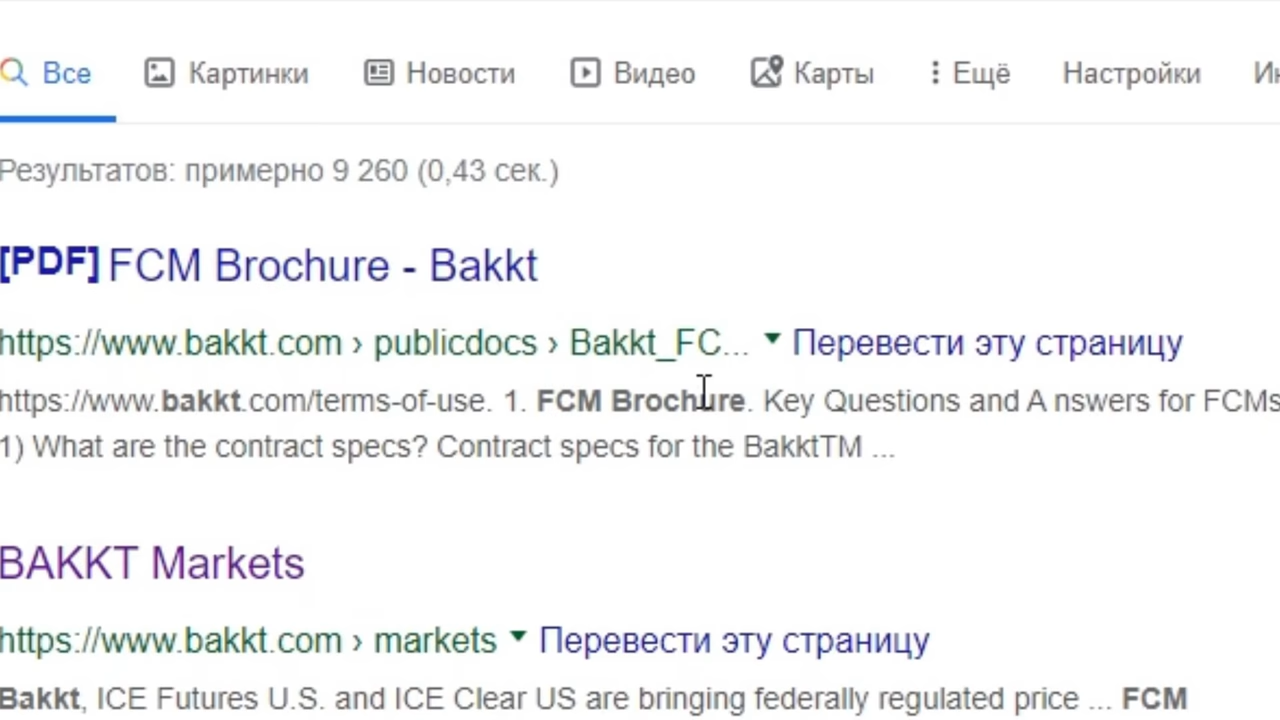 Все Картинки Новости Видео Карты Ещё Настройки
Результатов: примерно 9 260 (0,43 сек.)
[PDF] FCM Brochure - Bakkt
https://www.bakkt.com › publicdocs › Bakkt_FC... Перевести эту страницу
https://www.bakkt.com/terms-of-use. 1. FCM Brochure. Key Questions and A nswers for FCMs
1) What are the contract specs? Contract specs for the BakktTM ...
BAKKT Markets
https://www.bakkt.com › markets Перевести эту страницу
Bakkt, ICE Futures U.S. and ICE Clear US are bringing federally regulated price ... FCM